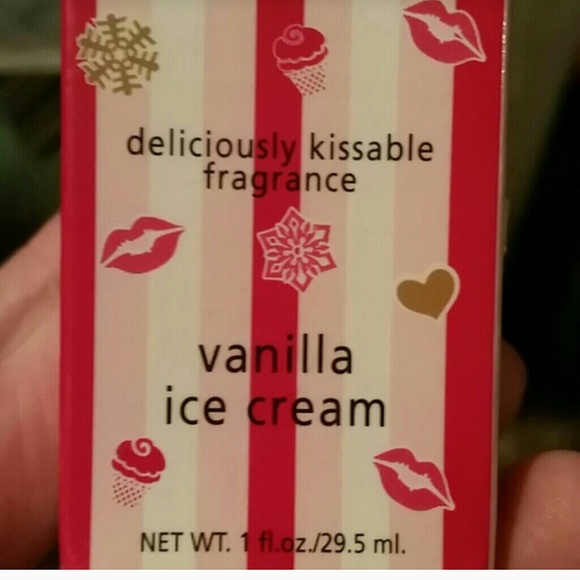 deliciously kissable
fragrance
vanilla
ice cream
NET WT. 1 fl.oz./29.5 ml.